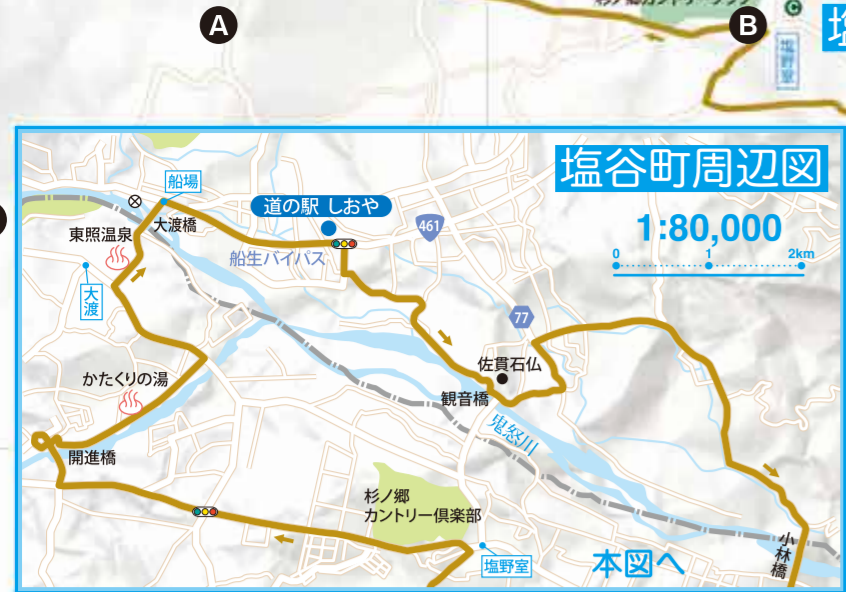 A
B
塩野室
塩谷町周辺図
1:80,000
0 1 2km
船場
道の駅 しおや
461
東照温泉
大渡橋
船生バイパス
大渡
77
佐貫石仏
かたくりの湯
観音橋
鬼怒川
開進橋
杉ノ郷
カントリー倶楽部
塩野室
本図へ
小林橋